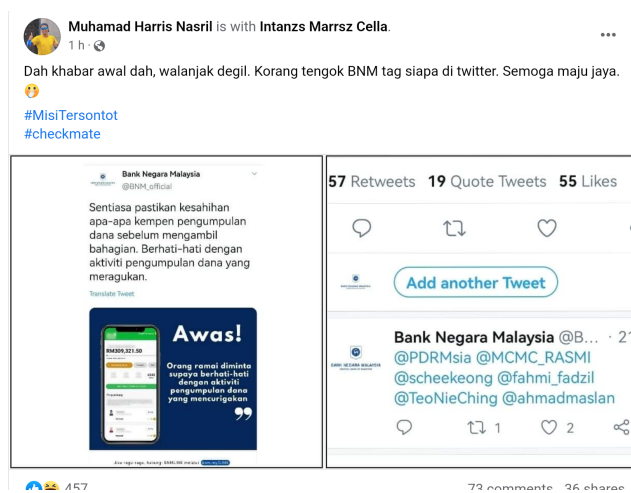 Muhamad Harris Nasril is with Intanzs Marrsz Cella.
1 h
Dah khabar awal dah, walanjak degil. Korang tengok BNM tag siapa di twitter. Semoga maju jaya.
#MisiTersontot
#checkmate
Bank Negara Malaysia
@BNM_official
Sentiasa pastikan kesahihan
apa-apa kempen pengumpulan
dana sebelum mengambil
bahagian. Berhati-hati dengan
aktiviti pengumpulan dana yang
meragukan.
Translate Tweet
RM309,321.50
Awas!
Orang ramai diminta
supaya berhati-hati
dengan aktiviti
pengumpulan dana
yang mencurigakan
57 Retweets 19 Quote Tweets 55 Likes
Add another Tweet
Bank Negara Malaysia @B... · 21
@PDRMsia @MCMC_RASMI
@scheekeong @fahmi_fadzil
@TeoNieChing @ahmadmaslan
1 2
BANK NEGARA MALAYSIA
457
73 comments 36 shares